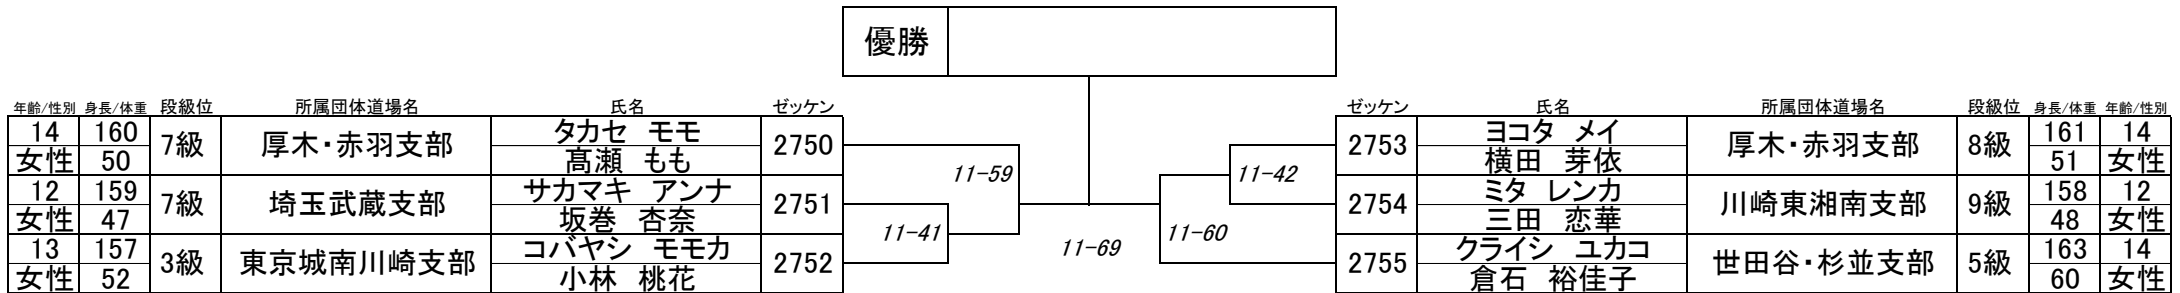 優勝
年齢/性別 身長/体重 段級位 所属団体道場名 氏名 ゼッケン
14 160 7級 厚木・赤羽支部 タカセ モモ 2750
女性 50 髙瀬 もも
12 159 7級 埼玉武蔵支部 サカマキ アンナ 2751
女性 47 坂巻 杏奈
13 157 3級 東京城南川崎支部 コバヤシ モモカ 2752
女性 52 小林 桃花
11-59
11-41
11-69
11-42
11-60
ゼッケン 氏名 所属団体道場名 段級位 身長/体重 年齢/性別
2753 ヨコタ メイ 厚木・赤羽支部 8級 161 14
横田 芽依 51 女性
2754 ミタ レンカ 川崎東湘南支部 9級 158 12
三田 恋華 48 女性
2755 クライシ ユカコ 世田谷・杉並支部 5級 163 14
倉石 裕佳子 60 女性